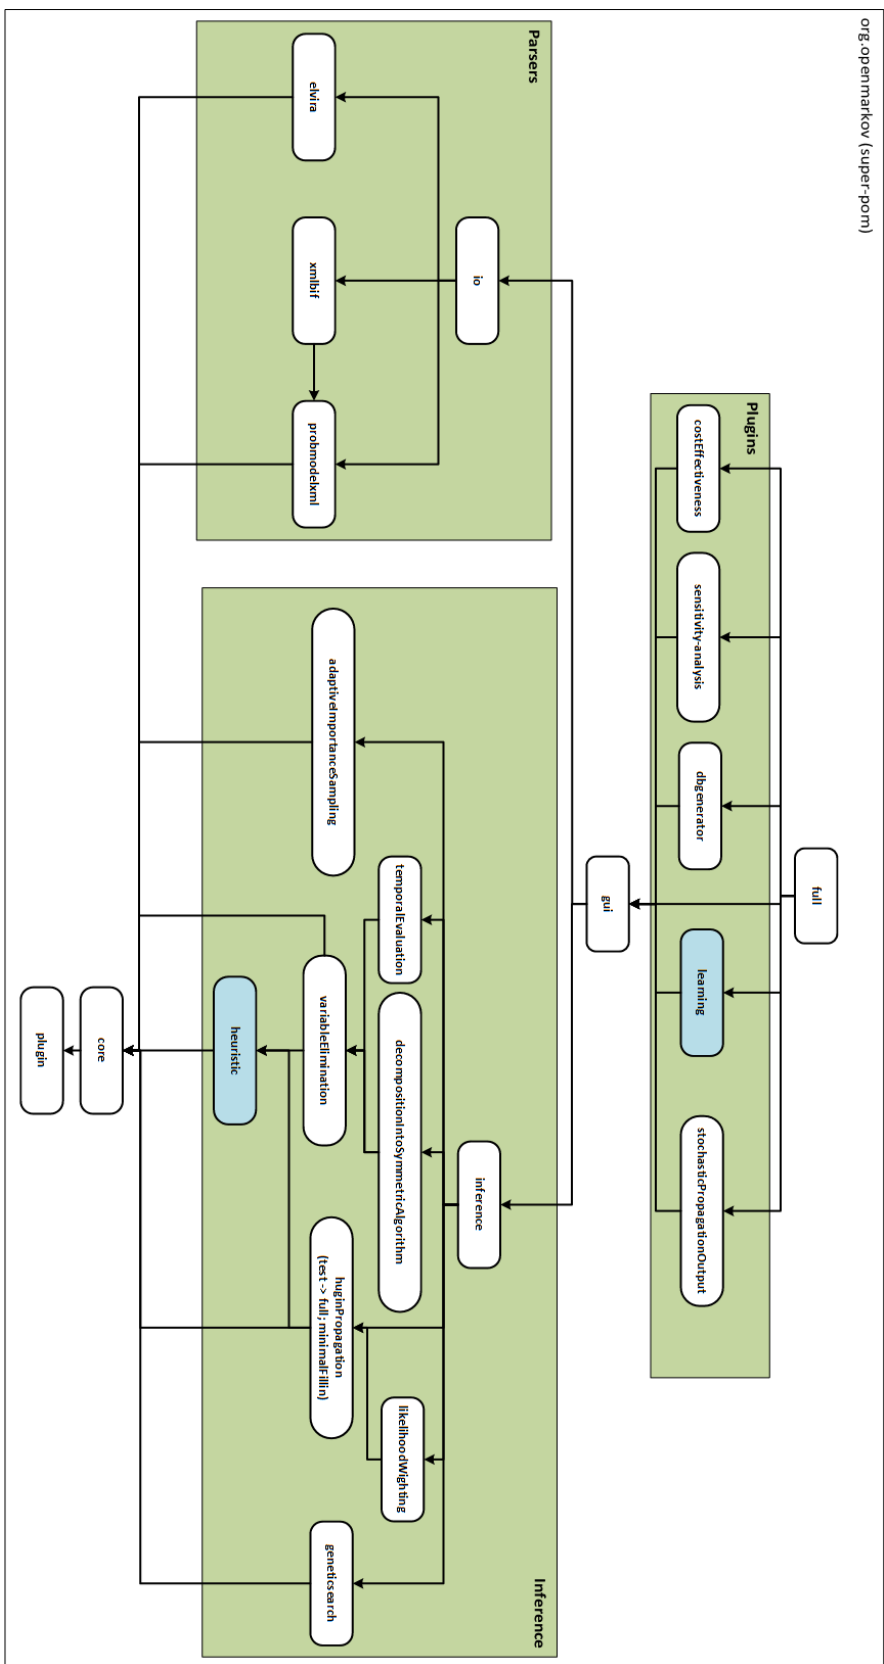 org.openmarkov (super-pom)
full
Plugins
costEffectiveness
sensitivity-analysis
dbgenerator
learning
stochasticPropagationOutput
gui
Parsers
io
elvira
xmlbif
probmodelxml
Inference
inference
temporalEvaluation
decompositionIntoSymmetricAlgorithm
likelihoodWighting
adaptiveImportanceSampling
variableElimination
huginPropagation
(test -> full; minimalFillin)
geneticsearch
heuristic
core
plugin